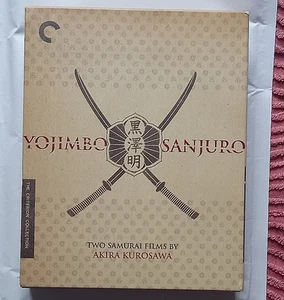 YOJIMBO SANJURO
黒
澤
明
TWO SAMURAI FILMS BY
AKIRA KUROSAWA
THE CRITERION COLLECTION